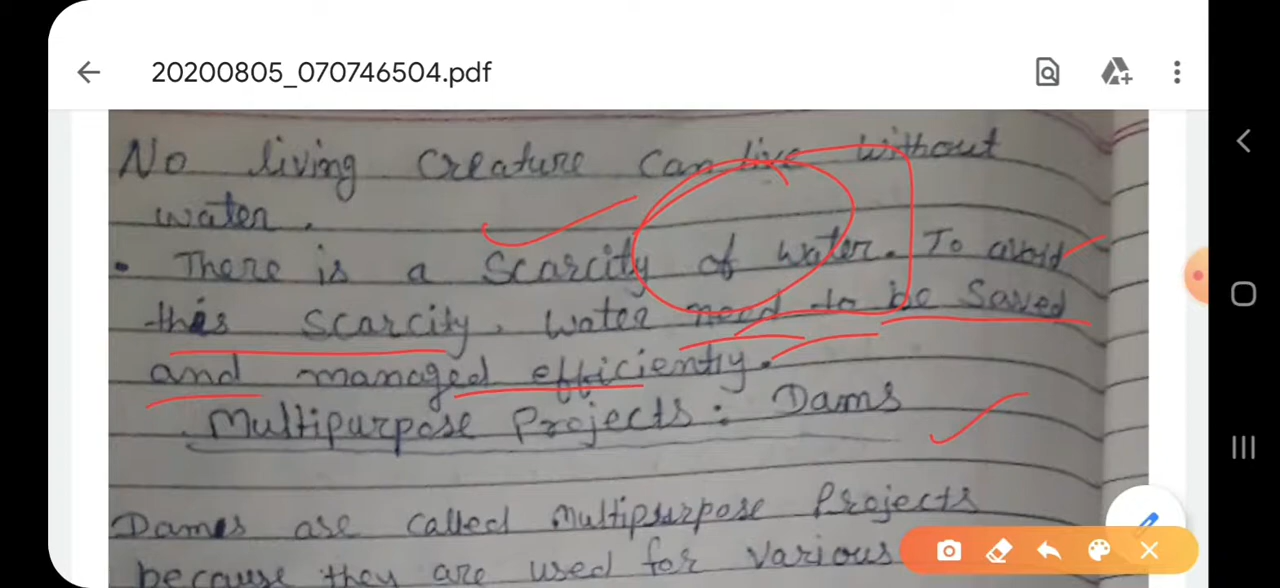 20200805_070746504.pdf
No living creature can live without
water.
• There is a scarcity of water. To avoid
this scarcity, water need to be saved
and managed efficiently.
Multipurpose Projects: Dams
Dams are called multipurpose projects
because they are used for various